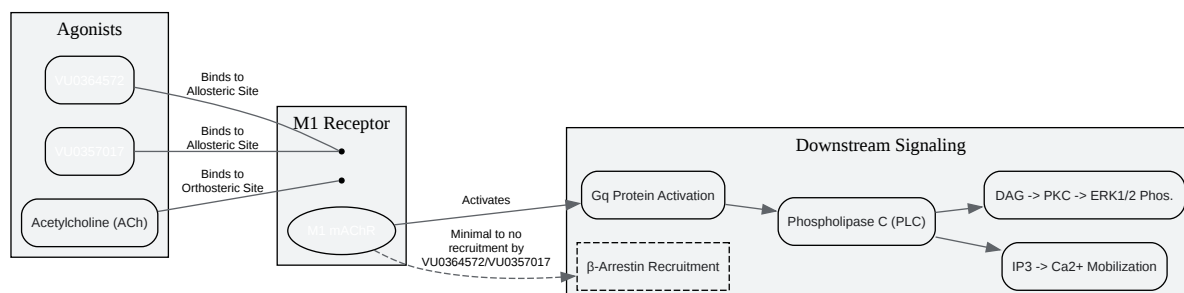 Agonists
VU0364572
VU0357017
Acetylcholine (ACh)
Binds to
Allosteric Site
Binds to
Allosteric Site
Binds to
Orthosteric Site
M1 Receptor
M1 mAChR
Activates
Minimal to no
recruitment by
VU0364572/VU0357017
Downstream Signaling
Gq Protein Activation
β-Arrestin Recruitment
Phospholipase C (PLC)
DAG -> PKC -> ERK1/2 Phos.
IP3 -> Ca2+ Mobilization